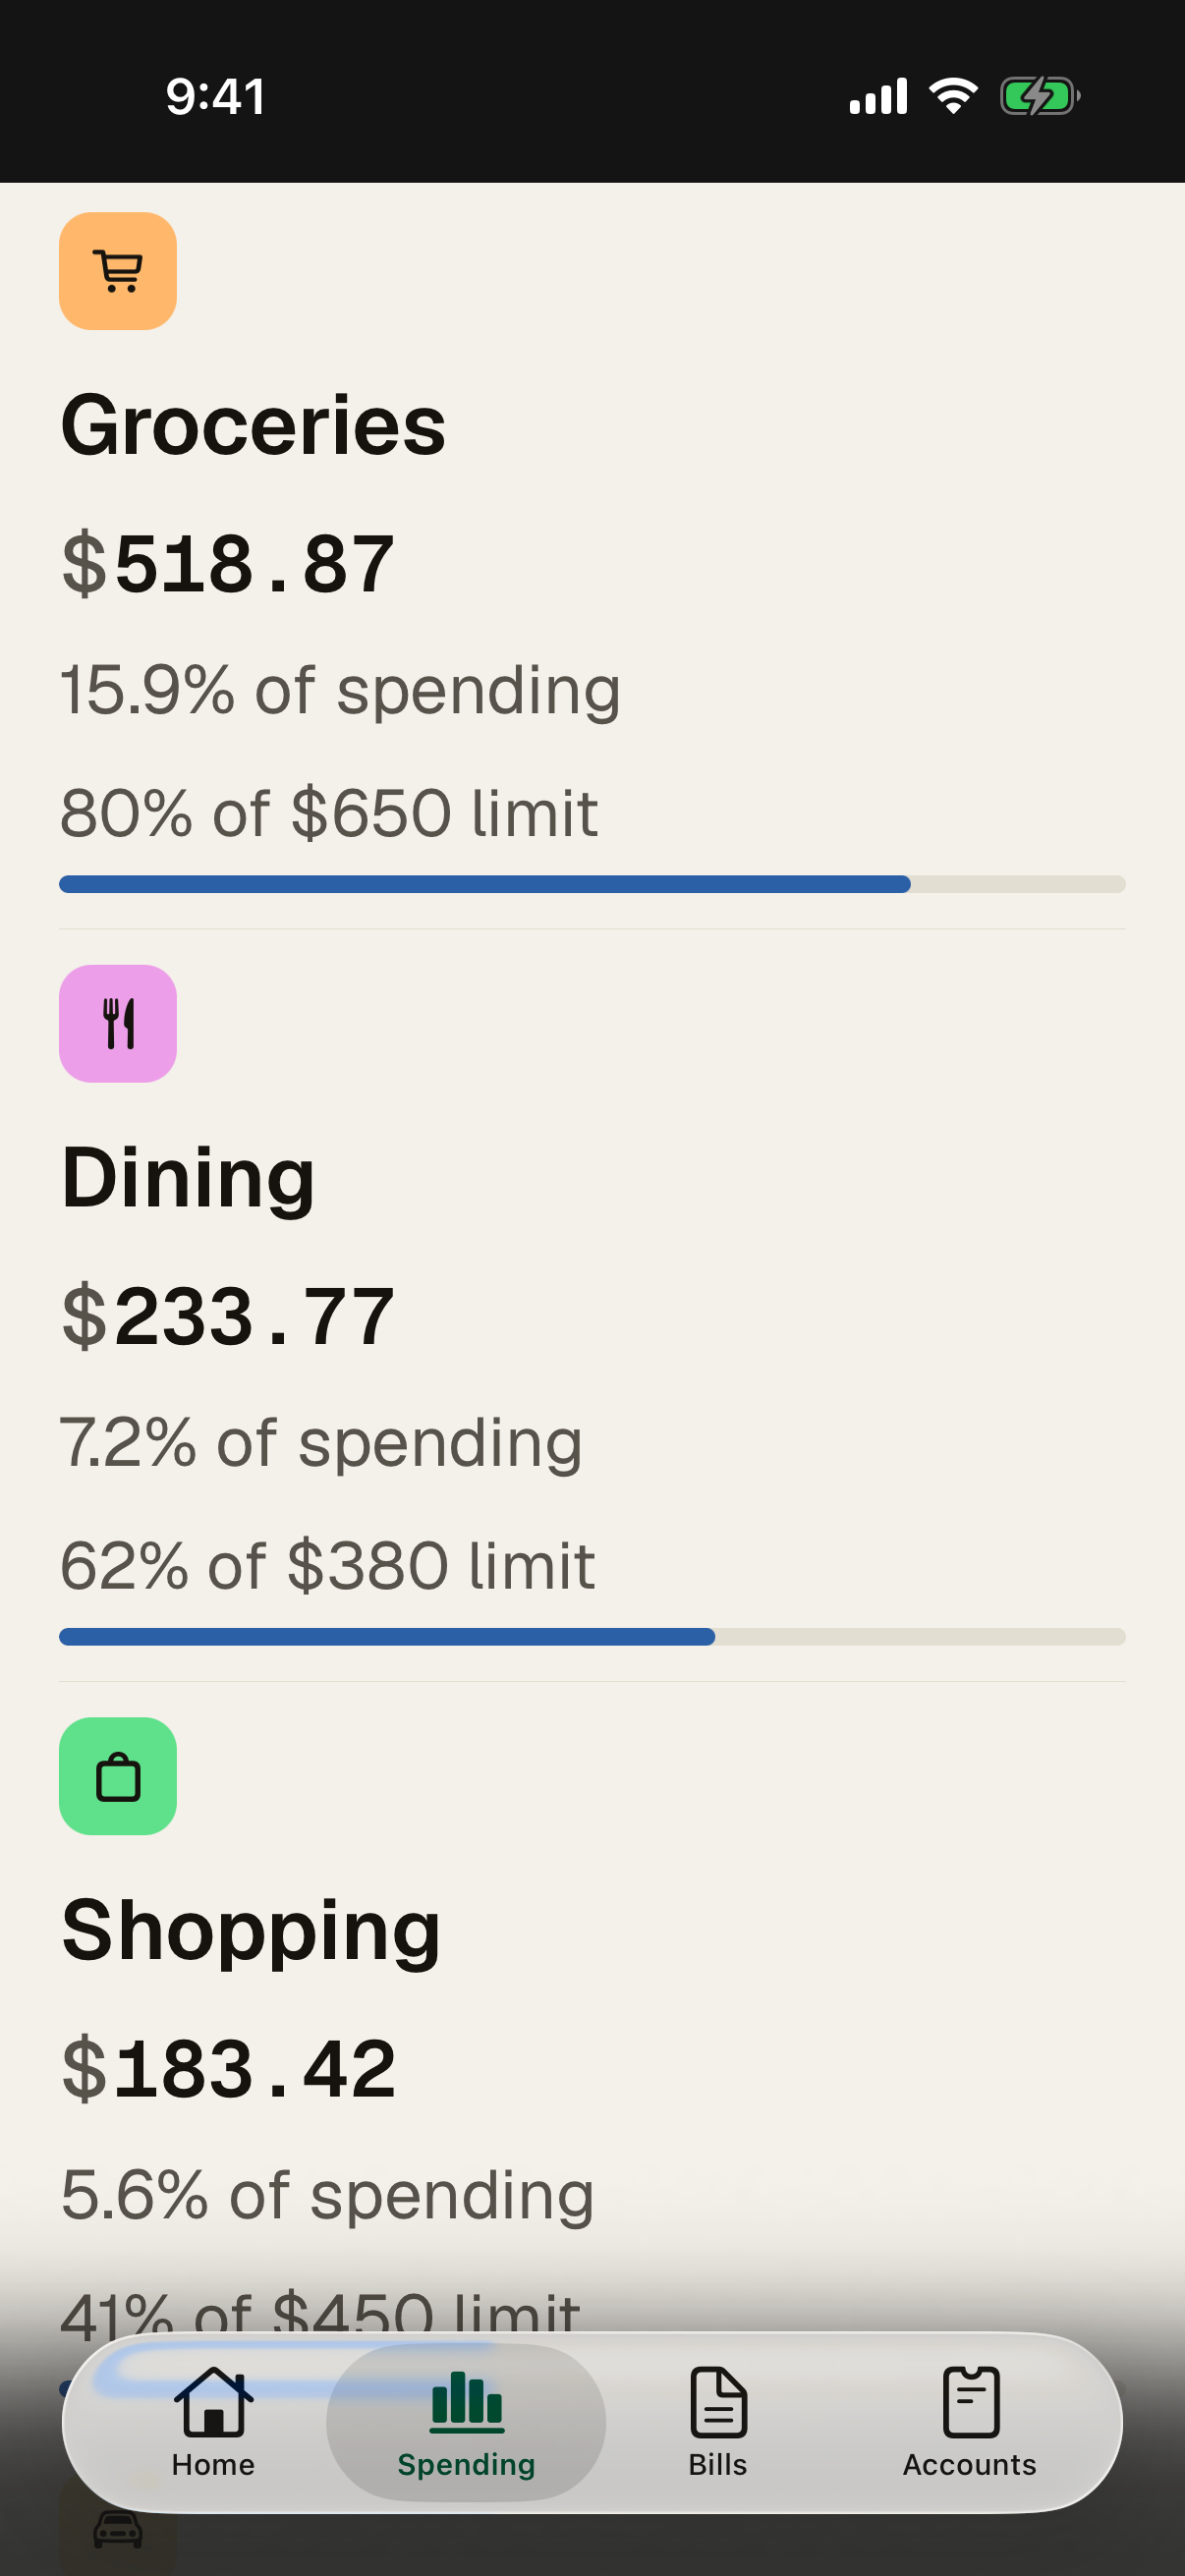 9:41
Groceries
$518.87
15.9% of spending
80% of $650 limit
Dining
$233.77
7.2% of spending
62% of $380 limit
Shopping
$183.42
5.6% of spending
41% of $450 limit
Home
Spending
Bills
Accounts